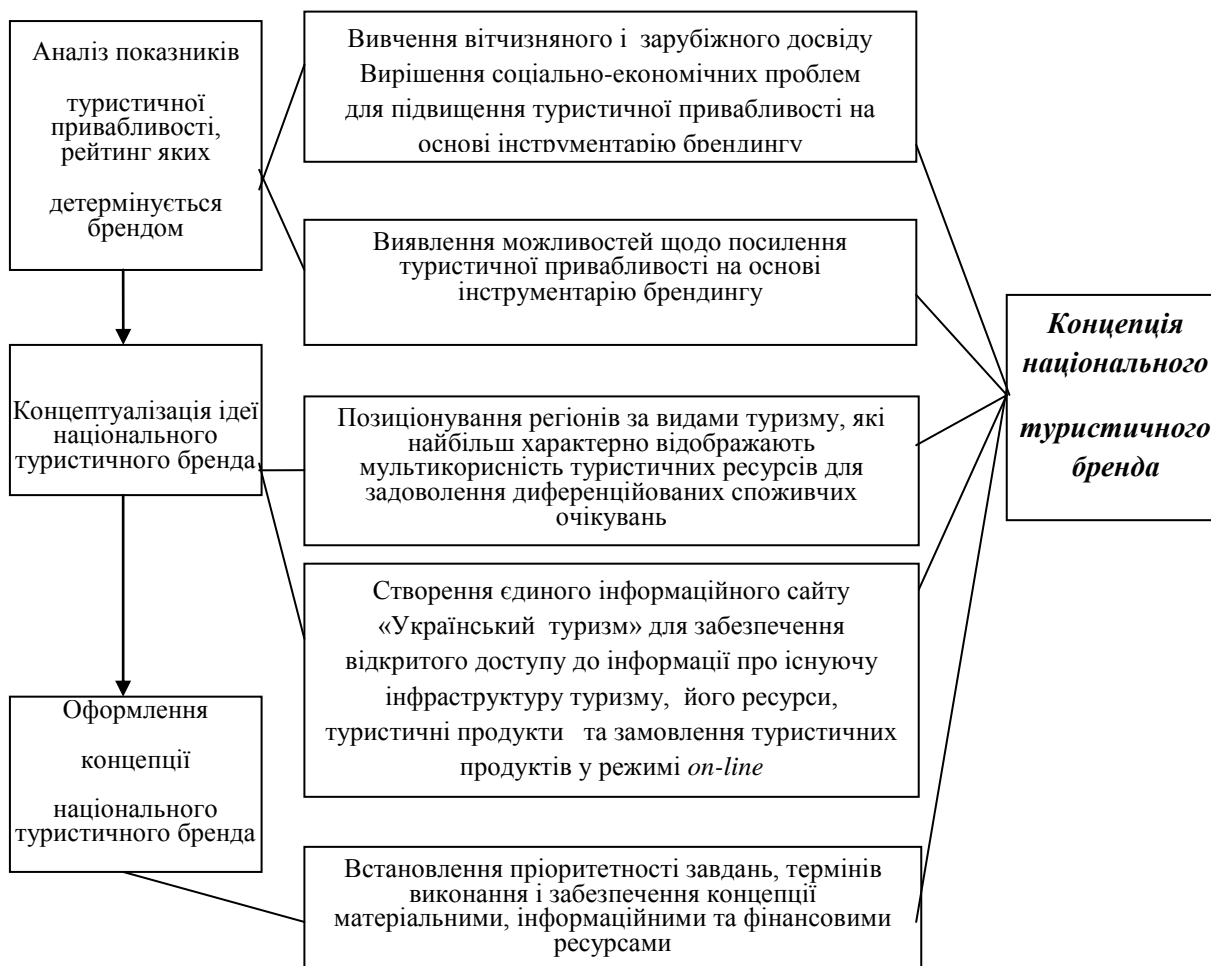 Аналіз показників
туристичної
привабливості,
рейтинг яких
детермінується
брендом
Концептуалізація ідеї
національного
туристичного бренда
Оформлення
концепції
національного
туристичного бренда
Вивчення вітчизняного і зарубіжного досвіду
Вирішення соціально-економічних проблем
для підвищення туристичної привабливості на
основі інструментарію брендингу
Виявлення можливостей щодо посилення
туристичної привабливості на основі
інструментарію брендингу
Позиціонування регіонів за видами туризму, які
найбільш характерно відображають
мультикорисність туристичних ресурсів для
задоволення диференційованих споживчих
очікувань
Створення єдиного інформаційного сайту
«Український туризм» для забезпечення
відкритого доступу до інформації про існуючу
інфраструктуру туризму, його ресурси,
туристичні продукти та замовлення туристичних
продуктів у режимі on-line
Встановлення пріоритетності завдань, термінів
виконання і забезпечення концепції
матеріальними, інформаційними та фінансовими
ресурсами
Концепція
національного
туристичного
бренда